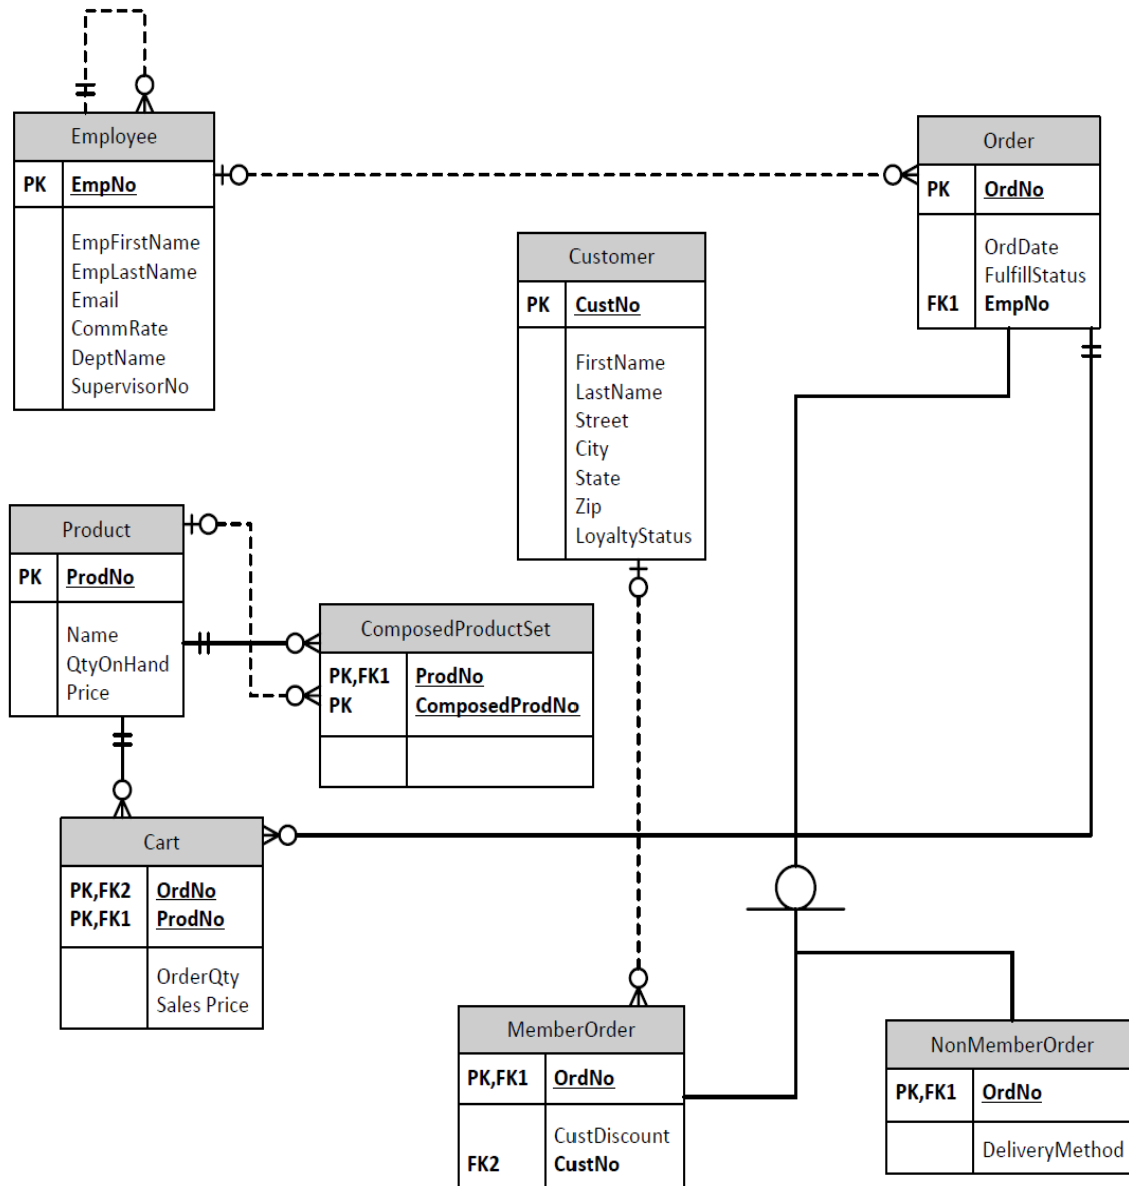 Employee
PK EmpNo
EmpFirstName
EmpLastName
Email
CommRate
DeptName
SupervisorNo
Order
PK OrdNo
OrdDate
FulfillStatus
FK1 EmpNo
Customer
PK CustNo
FirstName
LastName
Street
City
State
Zip
LoyaltyStatus
Product
PK ProdNo
Name
QtyOnHand
Price
ComposedProductSet
PK,FK1 ProdNo
PK ComposedProdNo
Cart
PK,FK2 OrdNo
PK,FK1 ProdNo
OrderQty
Sales Price
MemberOrder
PK,FK1 OrdNo
CustDiscount
FK2 CustNo
NonMemberOrder
PK,FK1 OrdNo
DeliveryMethod